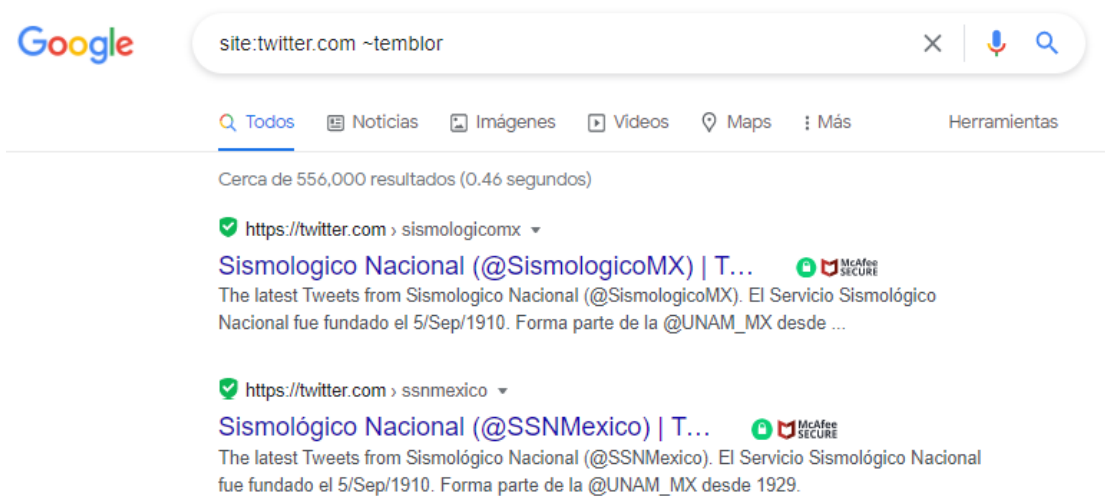 Google site:twitter.com ~temblor
Todos Noticias Imágenes Videos Maps Más Herramientas
Cerca de 556,000 resultados (0.46 segundos)
https://twitter.com › sismologicomx
Sismologico Nacional (@SismologicoMX) | T... McAfee SECURE
The latest Tweets from Sismologico Nacional (@SismologicoMX). El Servicio Sismológico
Nacional fue fundado el 5/Sep/1910. Forma parte de la @UNAM_MX desde ...
https://twitter.com › ssnmexico
Sismológico Nacional (@SSNMexico) | T... McAfee SECURE
The latest Tweets from Sismológico Nacional (@SSNMexico). El Servicio Sismológico Nacional
fue fundado el 5/Sep/1910. Forma parte de la @UNAM_MX desde 1929.